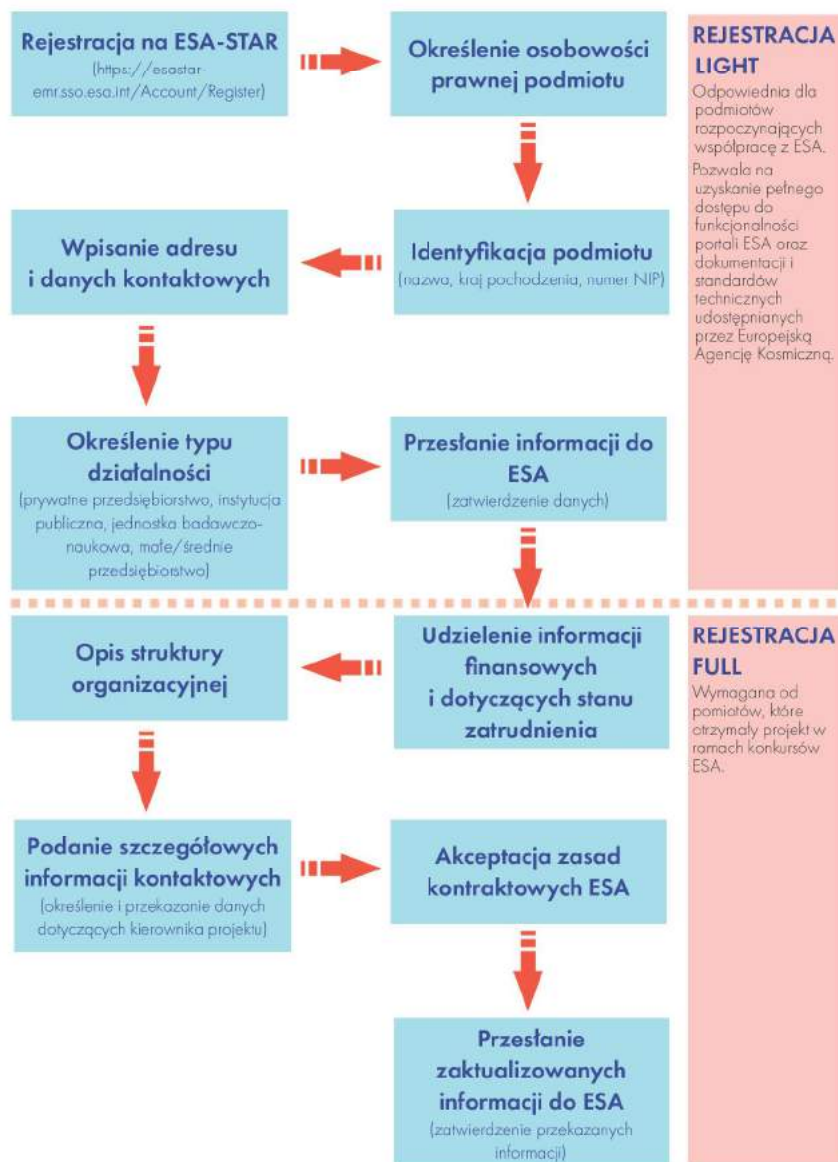 Rejestracja na ESA-STAR
(https://esastar-
emr.sso.esa.int/Account/Register)
Określenie osobowości
prawnej podmiotu
Identyfikacja podmiotu
(nazwa, kraj pochodzenia, numer NIP)
Wpisanie adresu
i danych kontaktowych
Określenie typu
działalności
(prywatne przedsiębiorstwo, instytucja
publiczna, jednostka badawczo-
naukowa, małe/średnie
przedsiębiorstwo)
Przesłanie informacji do
ESA
(zatwierdzenie danych)
REJESTRACJA
LIGHT
Odpowiednia dla
podmiotów
rozpoczynających
współpracę z ESA.
Pozwala na
uzyskanie pełnego
dostępu do
funkcjonalności
portali ESA oraz
dokumentacji i
standardów
technicznych
udostępnianych
przez Europejską
Agencję Kosmiczną.
Udzielenie informacji
finansowych
i dotyczących stanu
zatrudnienia
Opis struktury
organizacyjnej
Podanie szczegółowych
informacji kontaktowych
(określenie i przekazanie danych
dotyczących kierownika projektu)
Akceptacja zasad
kontraktowych ESA
Przesłanie
zaktualizowanych
informacji do ESA
(zatwierdzenie przekazanych
informacji)
REJESTRACJA
FULL
Wymagana od
pomiotów, które
otrzymały projekt w
ramach konkursów
ESA.